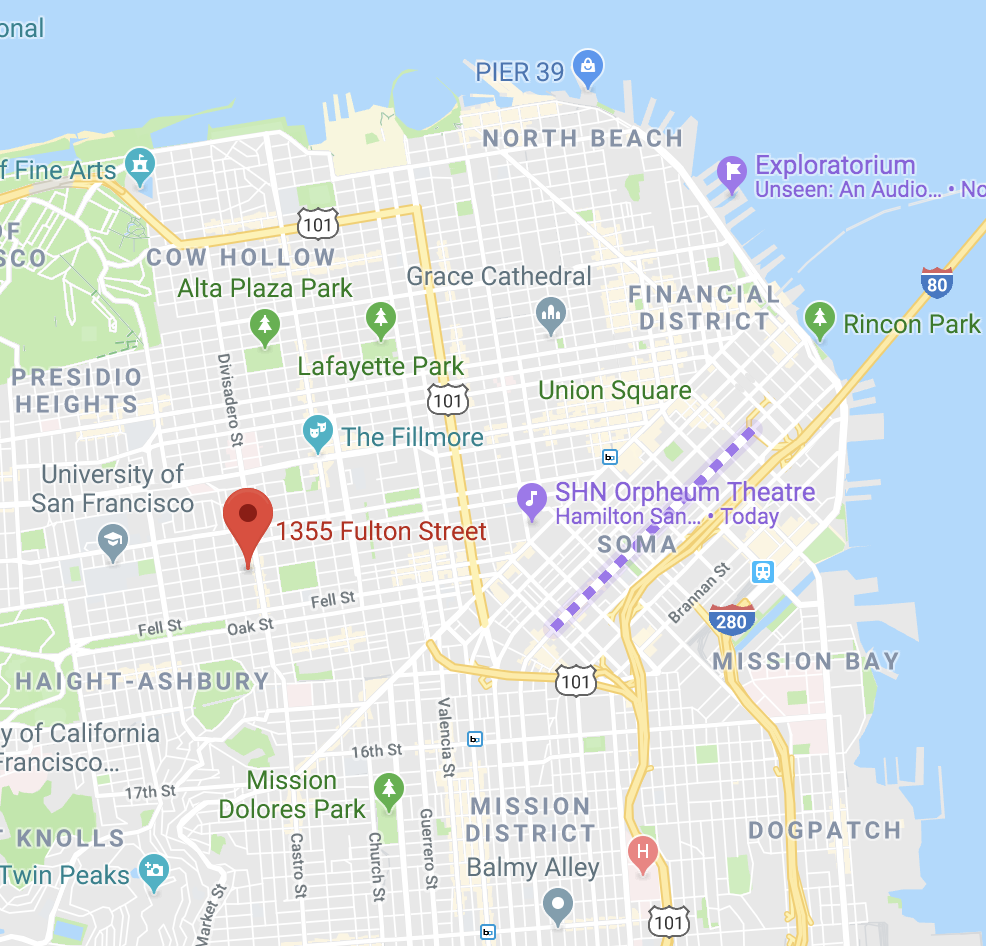 onal
PIER 39
NORTH BEACH
f Fine Arts
Exploratorium
Unseen: An Audio... • No
OF
SCO
101
COW HOLLOW
Alta Plaza Park
Grace Cathedral
80
FINANCIAL
DISTRICT
Rincon Park
Lafayette Park
PRESIDIO
HEIGHTS
Divisadero St
101
Union Square
The Fillmore
University of
San Francisco
SHN Orpheum Theatre
Hamilton San... • Today
1355 Fulton Street
SOMA
Brannan St
Fell St
Fell St
Oak St
280
MISSION BAY
HAIGHT-ASHBURY
101
y of California
Francisco...
Valencia St
16th St
17th St
Mission
Dolores Park
MISSION
DISTRICT
KNOLLS
DOGPATCH
Castro St
Church St
Guerrero St
H
Balmy Alley
Twin Peaks
Market St
101